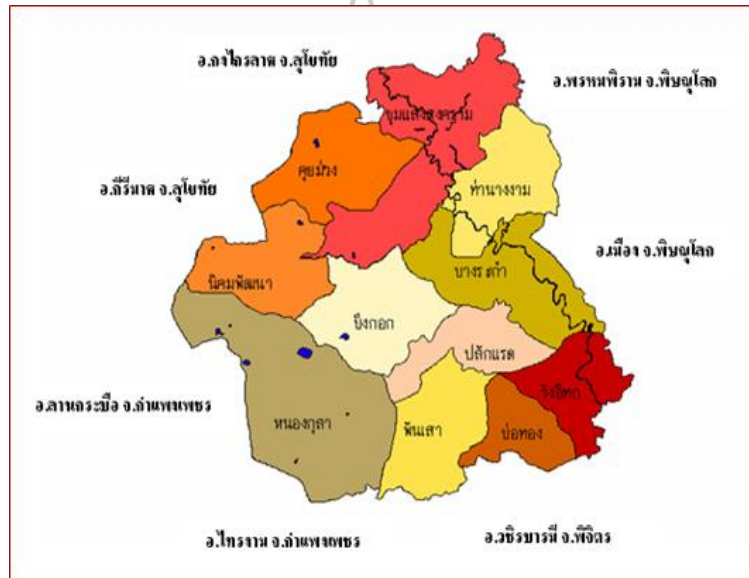 อ.กงไกรลาศ จ.สุโขทัย
อ.พรหมพิราม จ.พิษณุโลก
ชุมแสงสงคราม
คุยม่วง
ท่านางงาม
อ.คีรีมาศ จ.สุโขทัย
อ.เมือง จ.พิษณุโลก
บางระกำ
นิคมพัฒนา
บึงกอก
ปลักแรด
วังอิทก
อ.ลานกระบือ จ.กำแพงเพชร
หนองกุลา
พันเสา
บ่อทอง
อ.ไทรงาม จ.กำแพงเพชร
อ.วชิรบารมี จ.พิจิตร